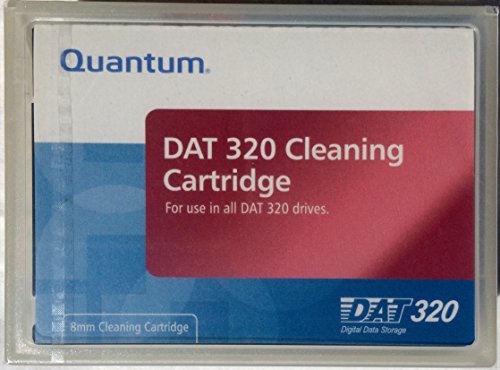 Quantum®
DAT 320 Cleaning
Cartridge
For use in all DAT 320 drives.
8mm Cleaning Cartridge
DAT 320
Digital Data Storage